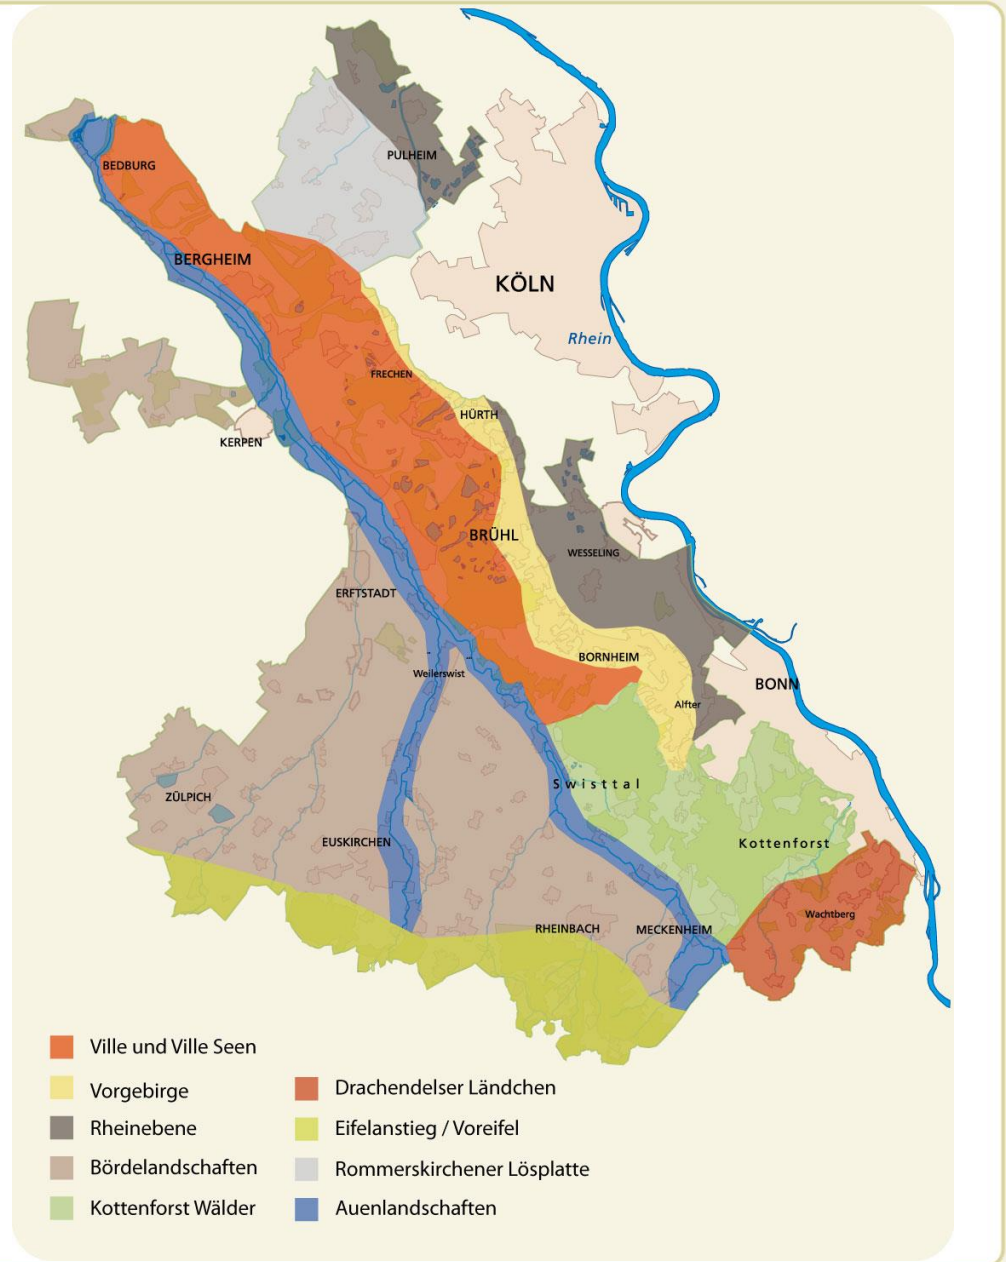 PULHEIM
BEDBURG
BERGHEIM
KÖLN
Rhein
FRECHEN
HÜRTH
KERPEN
BRÜHL
WESSELING
ERFTSTADT
BORNHEIM
Weilerswist
BONN
Alfter
Swisttal
ZÜLPICH
EUSKIRCHEN
Kottenforst
Wachtberg
RHEINBACH
MECKENHEIM
Ville und Ville Seen
Vorgebirge
Rheinebene
Bördelandschaften
Kottenforst Wälder
Drachendelser Ländchen
Eifelanstieg / Voreifel
Rommerskirchener Lösplatte
Auenlandschaften